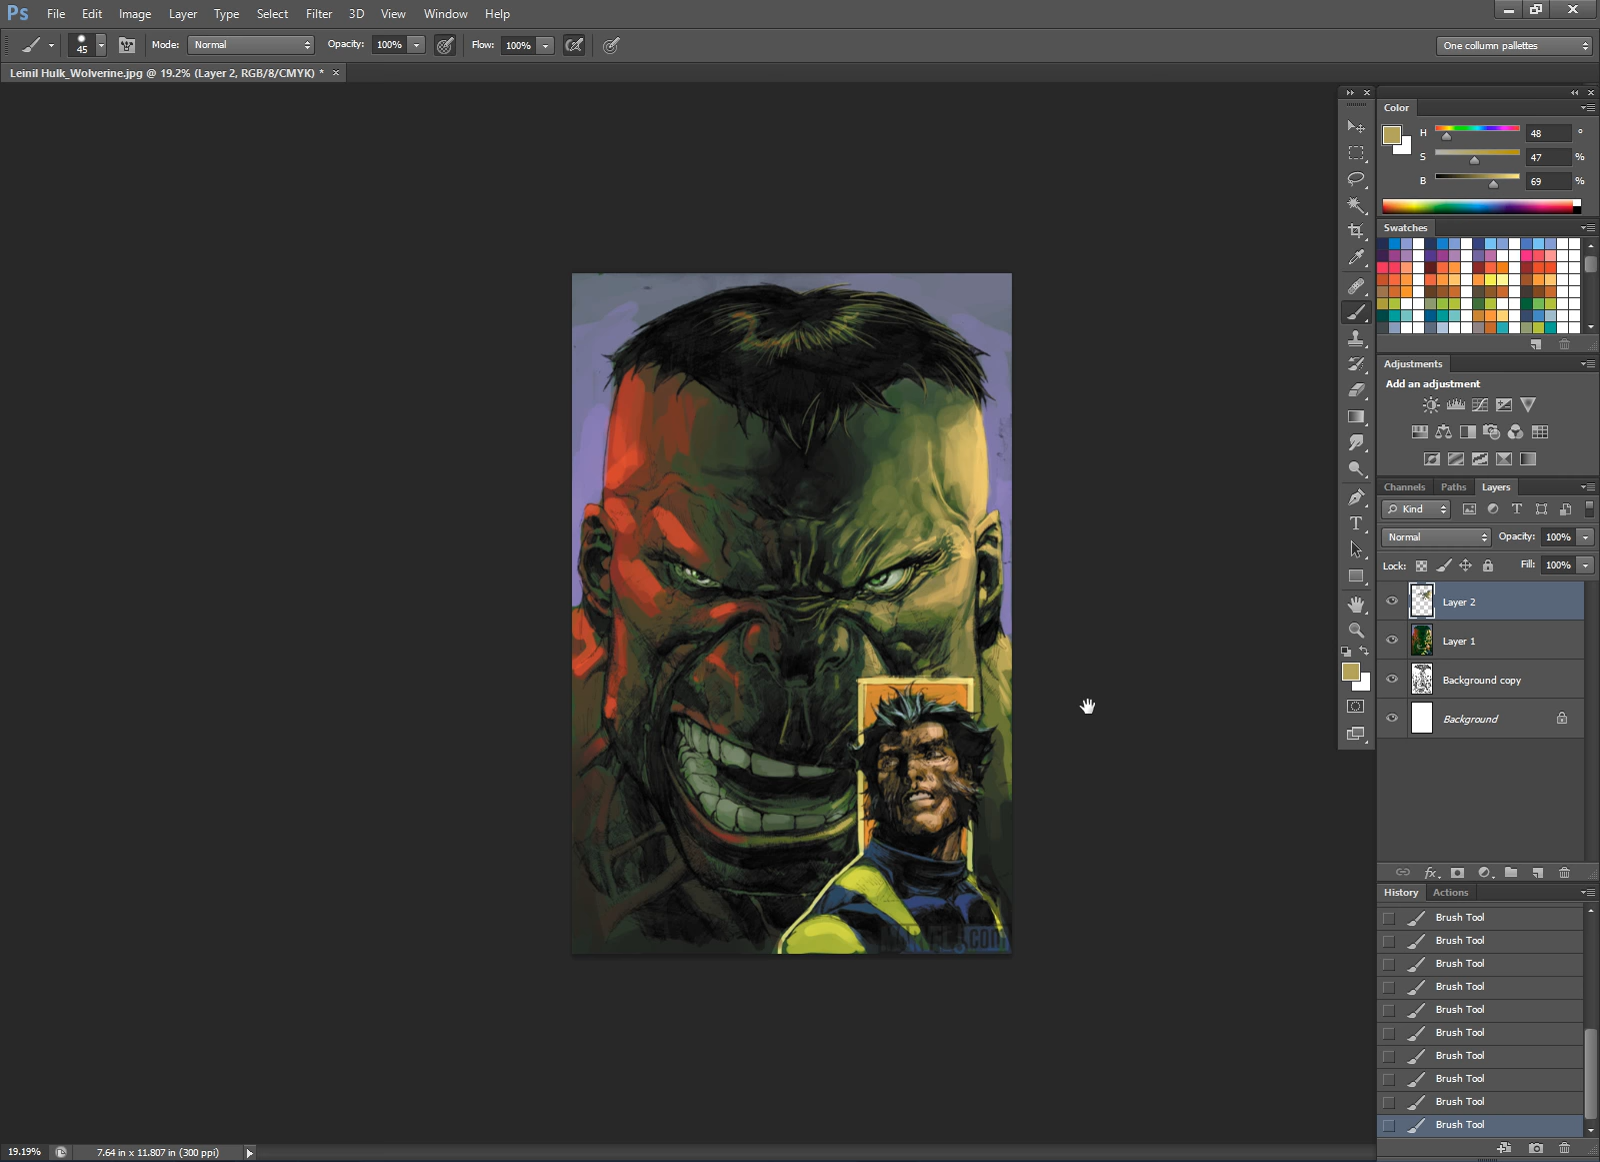 Ps File Edit Image Layer Type Select Filter 3D View Window Help
45 Mode: Normal Opacity: 100% Flow: 100% One collumn pallettes
Leinil Hulk_Wolverine.jpg @ 19.2% (Layer 2, RGB/8/CMYK) * ×
Color
H 48 °
S 47 %
B 69 %
Swatches
Adjustments
Add an adjustment
Channels Paths Layers
Kind
Normal Opacity: 100%
Lock: Fill: 100%
Layer 2
Layer 1
Background copy
Background
History Actions
Brush Tool
Brush Tool
Brush Tool
Brush Tool
Brush Tool
Brush Tool
Brush Tool
Brush Tool
Brush Tool
Brush Tool
19.19% 7.64 in x 11.807 in (300 ppi)